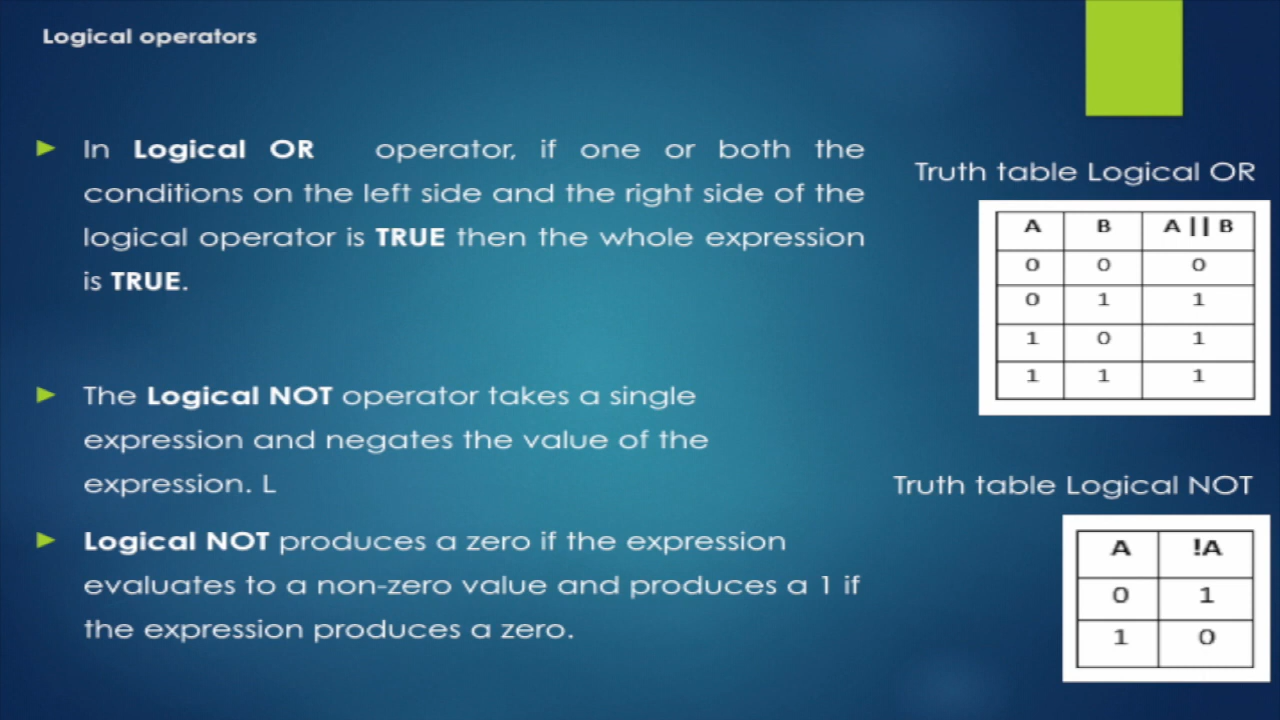 Logical operators
In Logical OR operator, if one or both the
conditions on the left side and the right side of the
logical operator is TRUE then the whole expression
is TRUE.
The Logical NOT operator takes a single
expression and negates the value of the
expression. L
Logical NOT produces a zero if the expression
evaluates to a non-zero value and produces a 1 if
the expression produces a zero.
Truth table Logical OR
A B A || B
0 0 0
0 1 1
1 0 1
1 1 1
Truth table Logical NOT
A !A
0 1
1 0